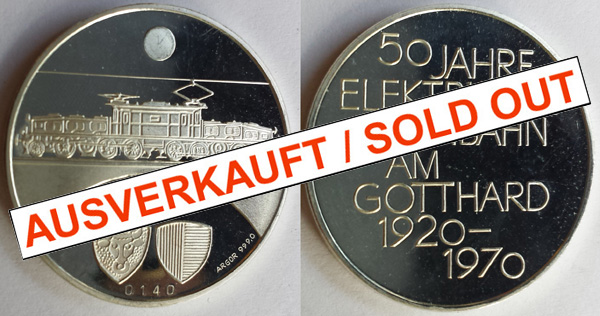 AUSVERKAUFT / SOLD OUT
ARGOR 999,0
0140
50 JAHRE
AM
GOTTHARD
1920–
1970